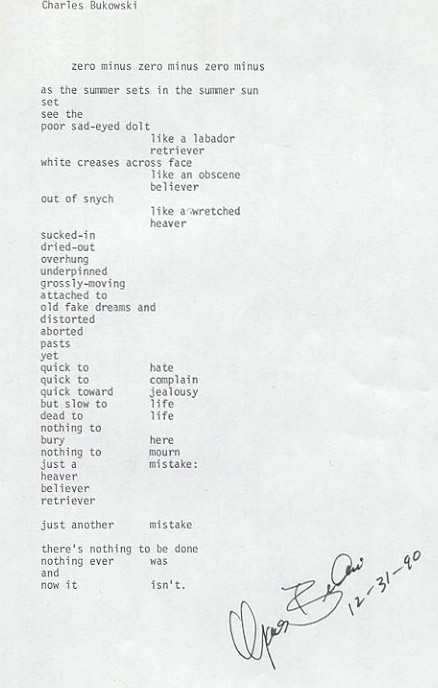 Charles Bukowski
zero minus zero minus zero minus
as the summer sets in the summer sun
set
see the
poor sad-eyed dolt
like a labador
retriever
white creases across face
like an obscene
believer
out of snych
like a wretched
heaver
sucked-in
dried-out
overhung
underpinned
grossly-moving
attached to
old fake dreams and
distorted
aborted
pasts
yet
quick to hate
quick to complain
quick toward jealousy
but slow to life
dead to life
nothing to
bury here
nothing to mourn
just a mistake:
heaver
believer
retriever
just another mistake
there's nothing to be done
nothing ever was
and
now it isn't.
12-31-90